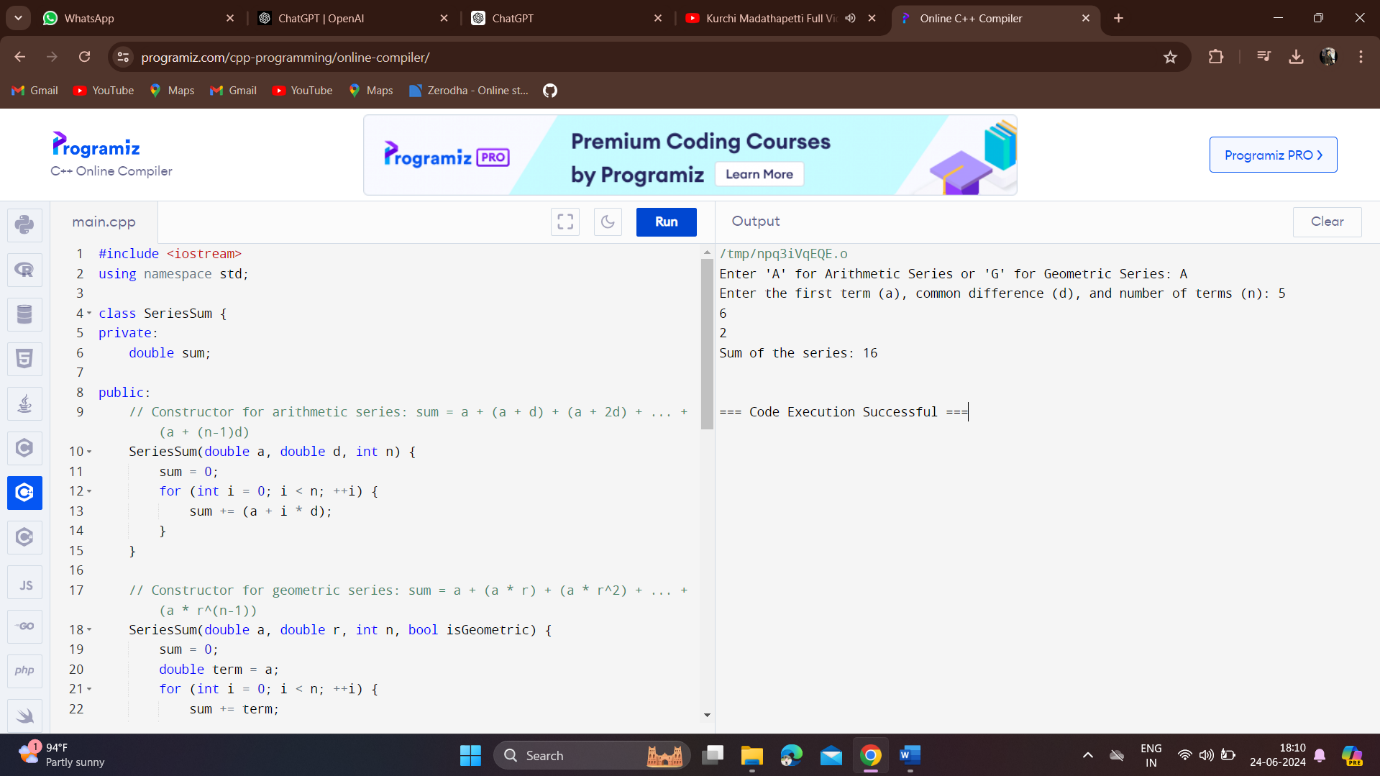 WhatsApp
ChatGPT | OpenAI
ChatGPT
Kurchi Madathapetti Full Vi
Online C++ Compiler
programiz.com/cpp-programming/online-compiler/
Gmail
YouTube
Maps
Gmail
YouTube
Maps
Zerodha - Online st...
Programiz
C++ Online Compiler
Programiz PRO
Premium Coding Courses
by Programiz
Learn More
Programiz PRO
main.cpp
Run
Output
Clear
1 #include <iostream>
2 using namespace std;
3
4 class SeriesSum {
5 private:
6 double sum;
7
8 public:
9 // Constructor for arithmetic series: sum = a + (a + d) + (a + 2d) + ... +
(a + (n-1)d)
10 SeriesSum(double a, double d, int n) {
11 sum = 0;
12 for (int i = 0; i < n; ++i) {
13 sum += (a + i * d);
14 }
15 }
16
17 // Constructor for geometric series: sum = a + (a * r) + (a * r^2) + ... +
(a * r^(n-1))
18 SeriesSum(double a, double r, int n, bool isGeometric) {
19 sum = 0;
20 double term = a;
21 for (int i = 0; i < n; ++i) {
22 sum += term;
/tmp/npq3iVqEQE.o
Enter 'A' for Arithmetic Series or 'G' for Geometric Series: A
Enter the first term (a), common difference (d), and number of terms (n): 5
6
2
Sum of the series: 16
=== Code Execution Successful ===
JS
GO
php
1
94°F
Partly sunny
Search
ENG
IN
18:10
24-06-2024
PRE